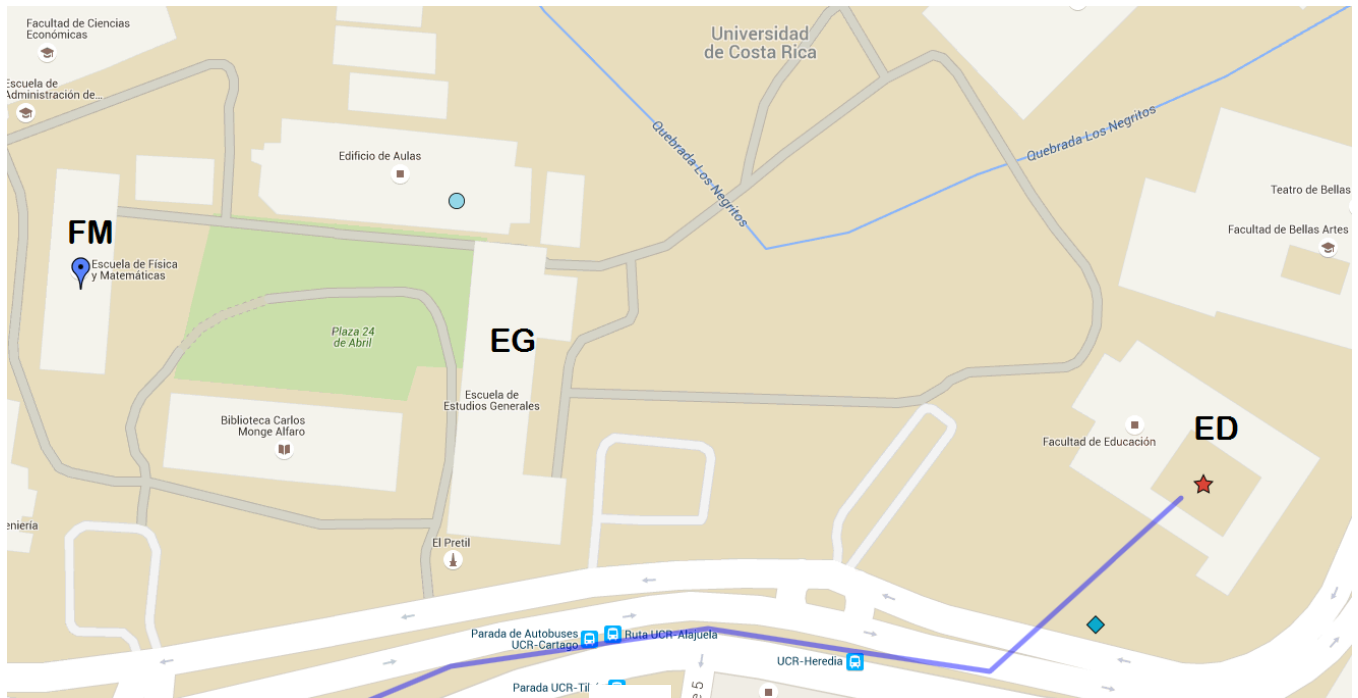 Facultad de Ciencias
Económicas
Escuela de
Administración de...
Universidad
de Costa Rica
Quebrada Los Negritos
Quebrada Los Negritos
Edificio de Aulas
Teatro de Bellas
Facultad de Bellas Artes
FM
Escuela de Física
y Matemáticas
Plaza 24
de Abril
EG
Escuela de
Estudios Generales
Biblioteca Carlos
Monge Alfaro
ED
Facultad de Educación
eniería
El Pretil
Parada de Autobuses
UCR-Cartago
Ruta UCR-Alajuela
UCR-Heredia
Parada UCR-Til
e 5